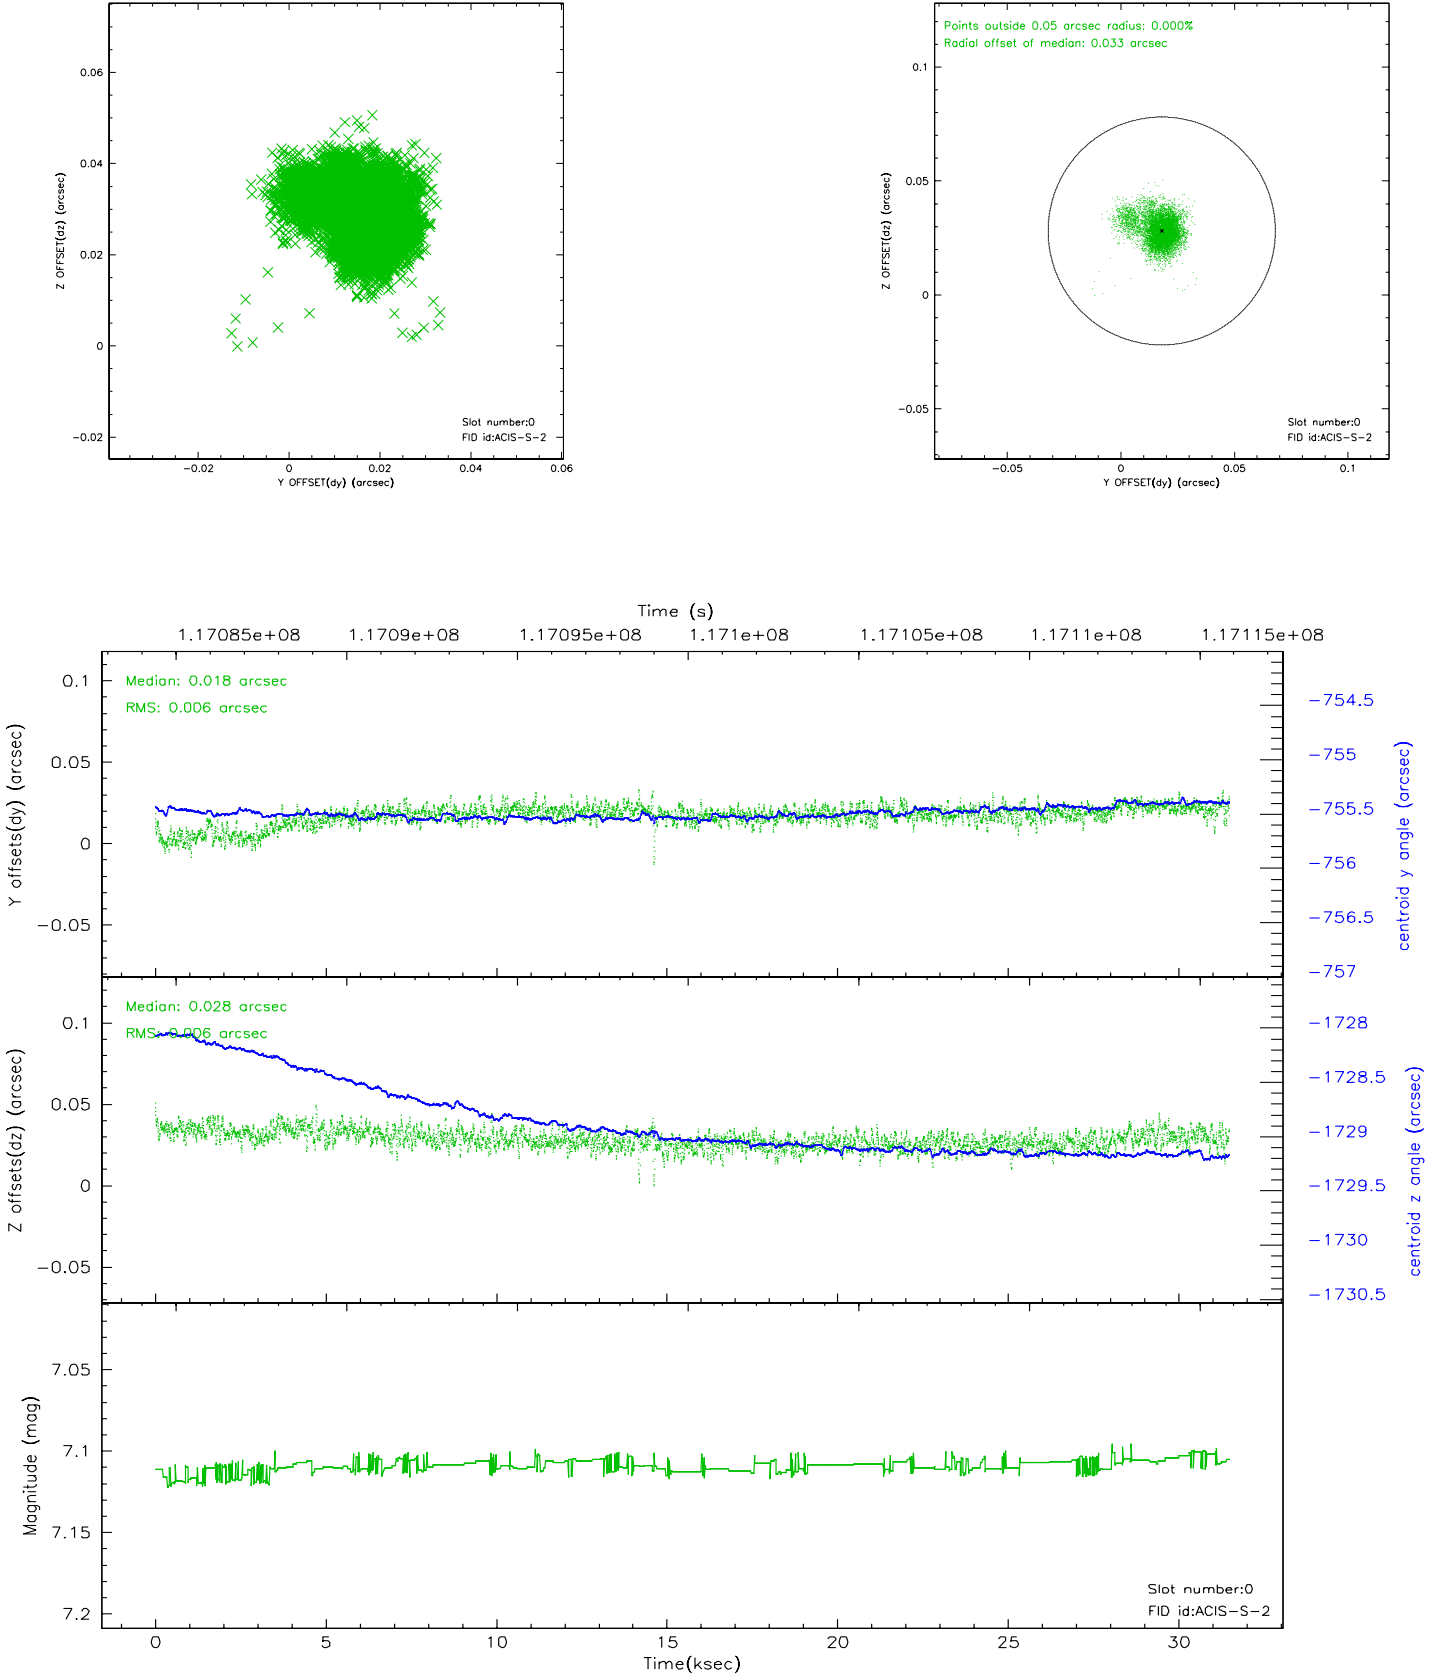 0.06
0.04
0.02
0
−0.02
Z OFFSET(dz) (arcsec)
Slot number:0
FID id:ACIS−S−2
−0.02 0 0.02 0.04 0.06
Y OFFSET(dy) (arcsec)
Points outside 0.05 arcsec radius: 0.000%
Radial offset of median: 0.033 arcsec
0.1
0.05
0
−0.05
Z OFFSET(dz) (arcsec)
Slot number:0
FID id:ACIS−S−2
−0.05 0 0.05 0.1
Y OFFSET(dy) (arcsec)
Time (s)
1.17085e+08 1.1709e+08 1.17095e+08 1.171e+08 1.17105e+08 1.1711e+08 1.17115e+08
Median: 0.018 arcsec
RMS: 0.006 arcsec
0.1
0.05
0
−0.05
Y offsets(dy) (arcsec)
−754.5
−755
−755.5
−756
−756.5
−757
centroid y angle (arcsec)
Median: 0.028 arcsec
RMS: 0.006 arcsec
0.1
0.05
0
−0.05
Z offsets(dz) (arcsec)
−1728
−1728.5
−1729
−1729.5
−1730
−1730.5
centroid z angle (arcsec)
7.05
7.1
7.15
7.2
Magnitude (mag)
Slot number:0
FID id:ACIS−S−2
0 5 10 15 20 25 30
Time(ksec)